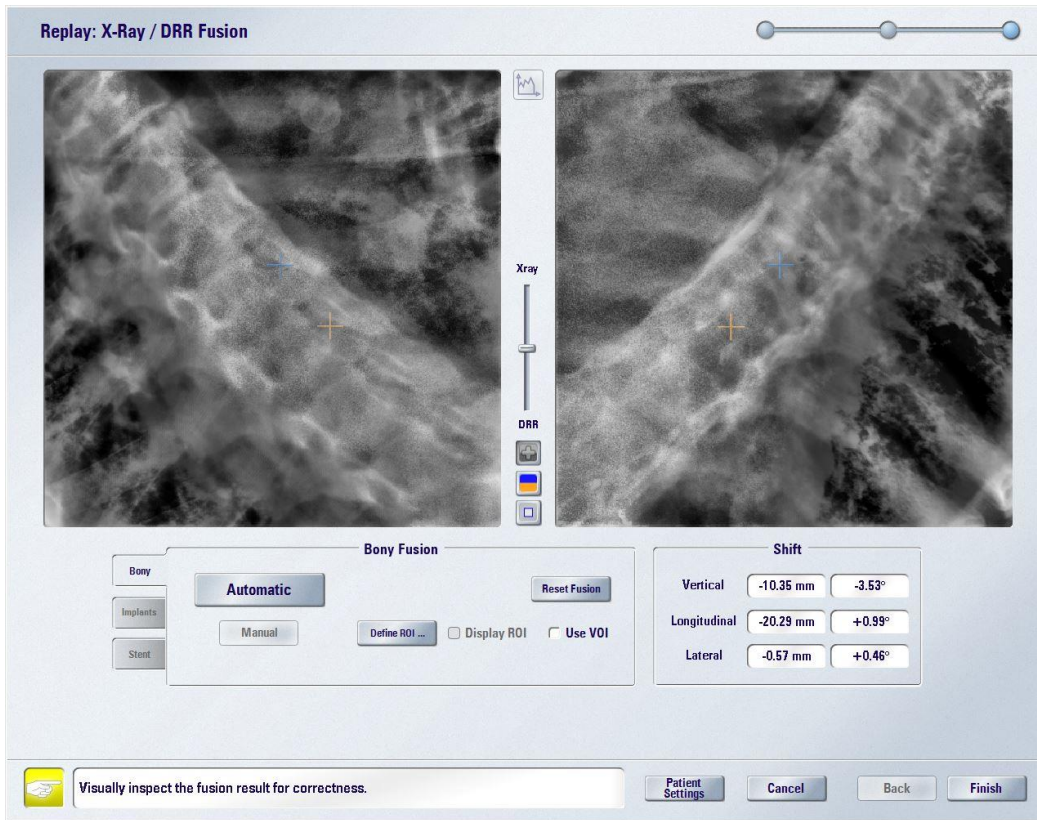 Replay: X-Ray / DRR Fusion
Xray
DRR
Bony Fusion
Bony
Implants
Stent
Automatic
Reset Fusion
Manual
Define ROI ...
Display ROI
Use VOI
Shift
Vertical -10.35 mm -3.53°
Longitudinal -20.29 mm +0.99°
Lateral -0.57 mm +0.46°
Visually inspect the fusion result for correctness.
Patient
Settings
Cancel
Back
Finish